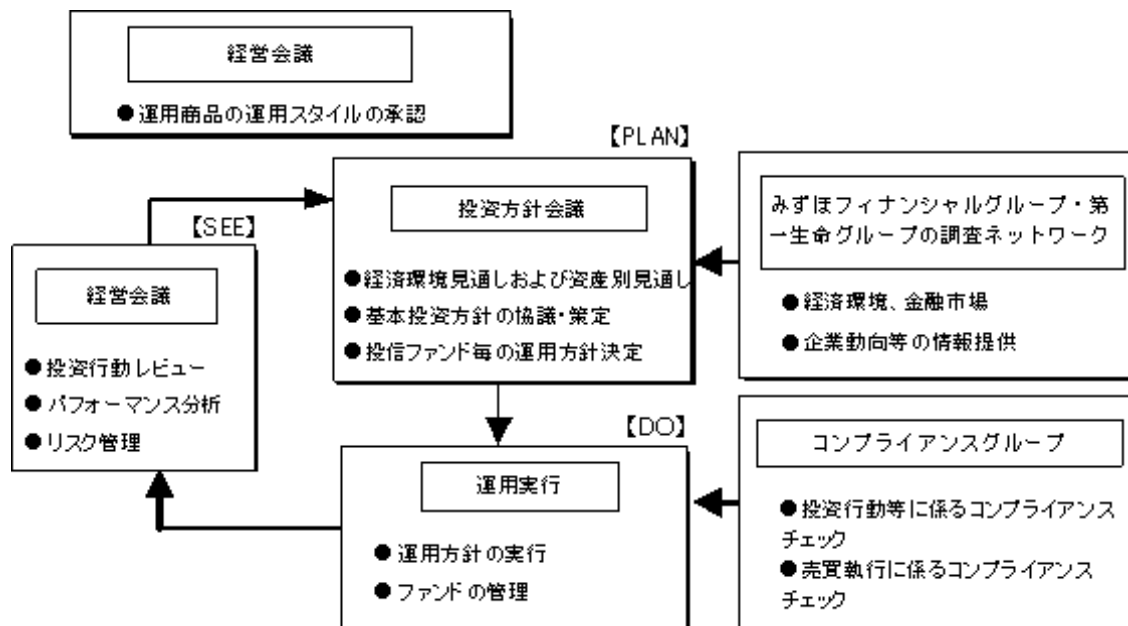 経営会議
●運用商品の運用スタイルの承認
【PLAN】
投資方針会議
●経済環境見通しおよび資産別見通し
●基本投資方針の協議・策定
●投信ファンド毎の運用方針決定
みずほフィナンシャルグループ・第
一生命グループの調査ネットワーク
●経済環境、金融市場
●企業動向等の情報提供
【SEE】
経営会議
●投資行動レビュー
●パフォーマンス分析
●リスク管理
【DO】
運用実行
●運用方針の実行
●ファンドの管理
コンプライアンスグループ
●投資行動等に係るコンプライアンス
チェック
●売買執行に係るコンプライアンス
チェック